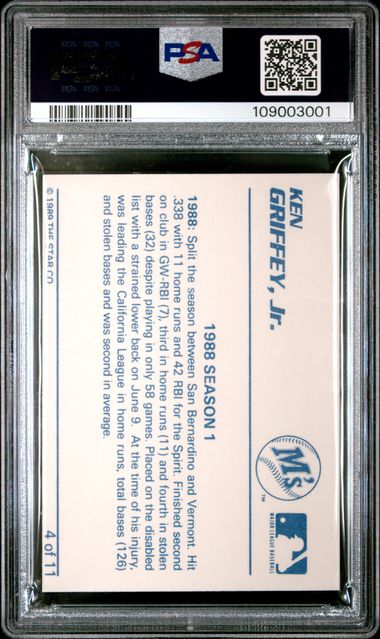 PSA
109003001
KEN
GRIFFEY, Jr.
M's
TM
MAJOR LEAGUE BASEBALL
1988 SEASON 1
1988: Split the season between San Bernardino and Vermont. Hit
.338 with 11 home runs and 42 RBI for the Spirit. Finished second
on club in GW-RBI (7), third in home runs (11) and fourth in stolen
bases (32) despite playing in only 58 games. Placed on the disabled
list with a strained lower back on June 9. At the time of his injury,
was leading the California League in home runs, total bases (126)
and stolen bases and was second in average.
© 1989 THE STAR CO.
4 of 11